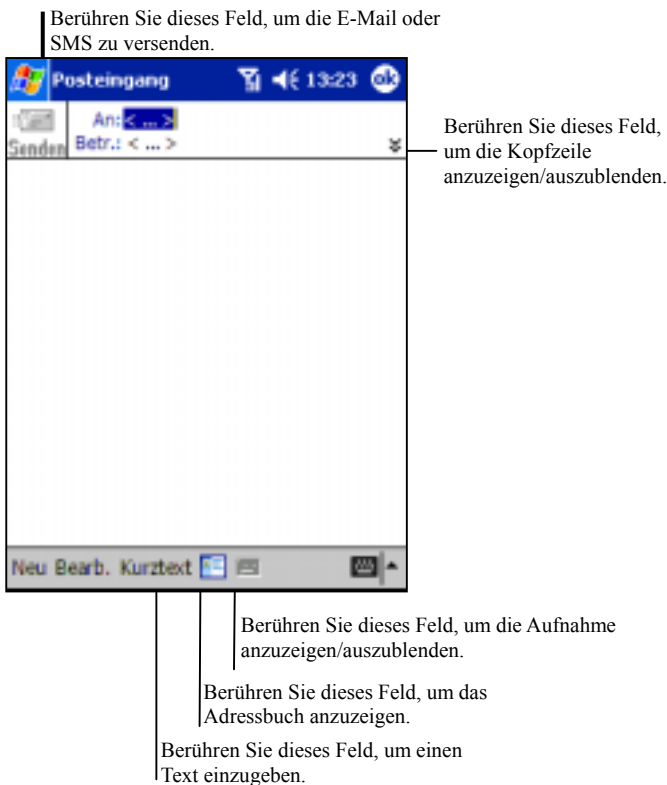 Berühren Sie dieses Feld, um die E-Mail oder
SMS zu versenden.
Posteingang 13:23 ok
An: < ... >
Senden Betr.: < ... >
Berühren Sie dieses Feld,
um die Kopfzeile
anzuzeigen/auszublenden.
Neu Bearb. Kurztext
Berühren Sie dieses Feld, um die Aufnahme
anzuzeigen/auszublenden.
Berühren Sie dieses Feld, um das
Adressbuch anzuzeigen.
Berühren Sie dieses Feld, um einen
Text einzugeben.